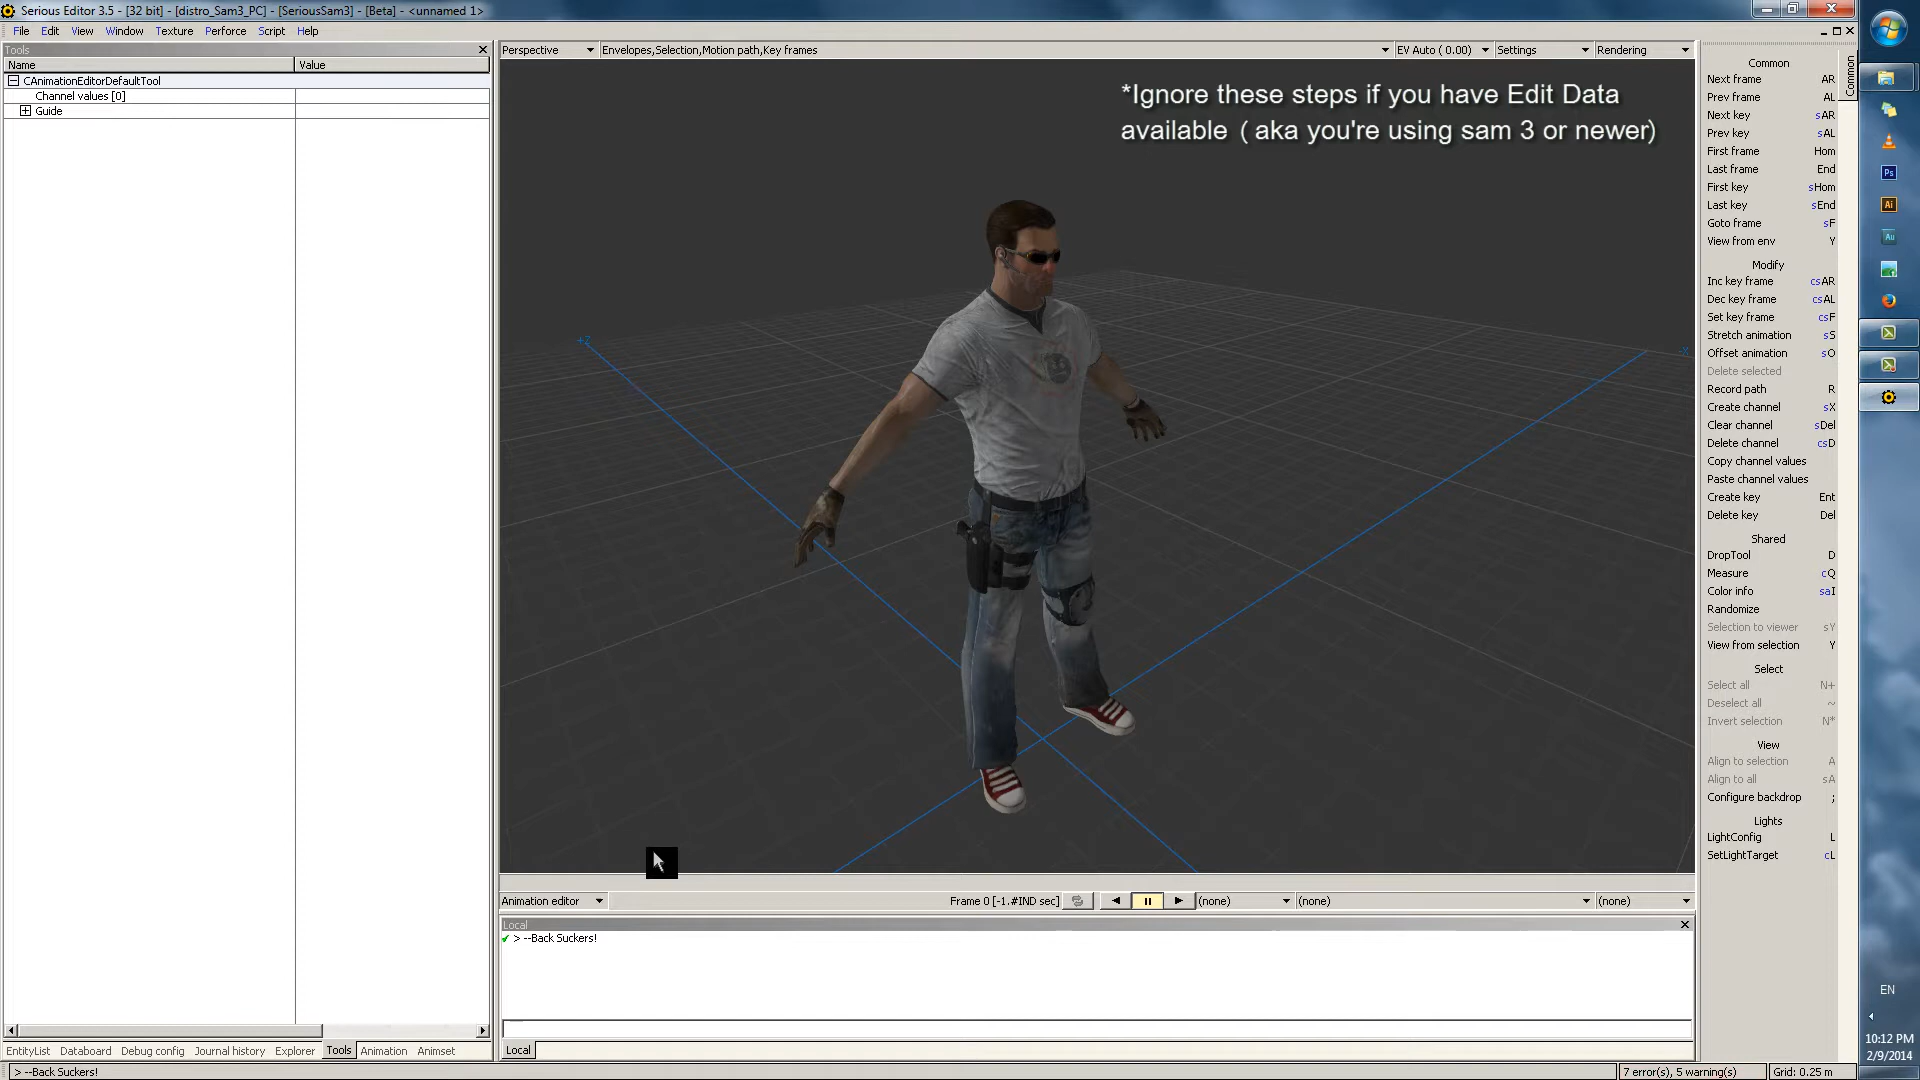 Serious Editor 3.5 - [32 bit] - [distro_Sam3_PC] - [SeriousSam3] - [Beta] - <unnamed 1>
File Edit View Window Texture Perforce Script Help
Tools
Name Value
CAnimationEditorDefaultTool
Channel values [0]
Guide
Perspective Envelopes,Selection,Motion path,Key frames EV Auto ( 0.00) Settings Rendering
*Ignore these steps if you have Edit Data
available ( aka you're using sam 3 or newer)
+Z
-X
Common
Common
Next frame AR
Prev frame AL
Next key sAR
Prev key sAL
First frame Hom
Last frame End
First key sHom
Last key sEnd
Goto frame sF
View from env Y
Modify
Inc key frame csAR
Dec key frame csAL
Set key frame csF
Stretch animation sS
Offset animation sO
Delete selected
Record path R
Create channel sX
Clear channel sDel
Delete channel csD
Copy channel values
Paste channel values
Create key Ent
Delete key Del
Shared
DropTool D
Measure cQ
Color info saI
Randomize
Selection to viewer sY
View from selection Y
Select
Select all N+
Deselect all ~
Invert selection N*
View
Align to selection A
Align to all sA
Configure backdrop ;
Lights
LightConfig L
SetLightTarget cL
Ps
Ai
Au
Animation editor Frame 0 [-1.#IND sec] (none) (none) (none)
Local
> --Back Suckers!
Local
EntityList Databoard Debug config Journal history Explorer Tools Animation Animset
> --Back Suckers! 7 error(s), 5 warning(s) Grid: 0.25 m
EN
10:12 PM
2/9/2014